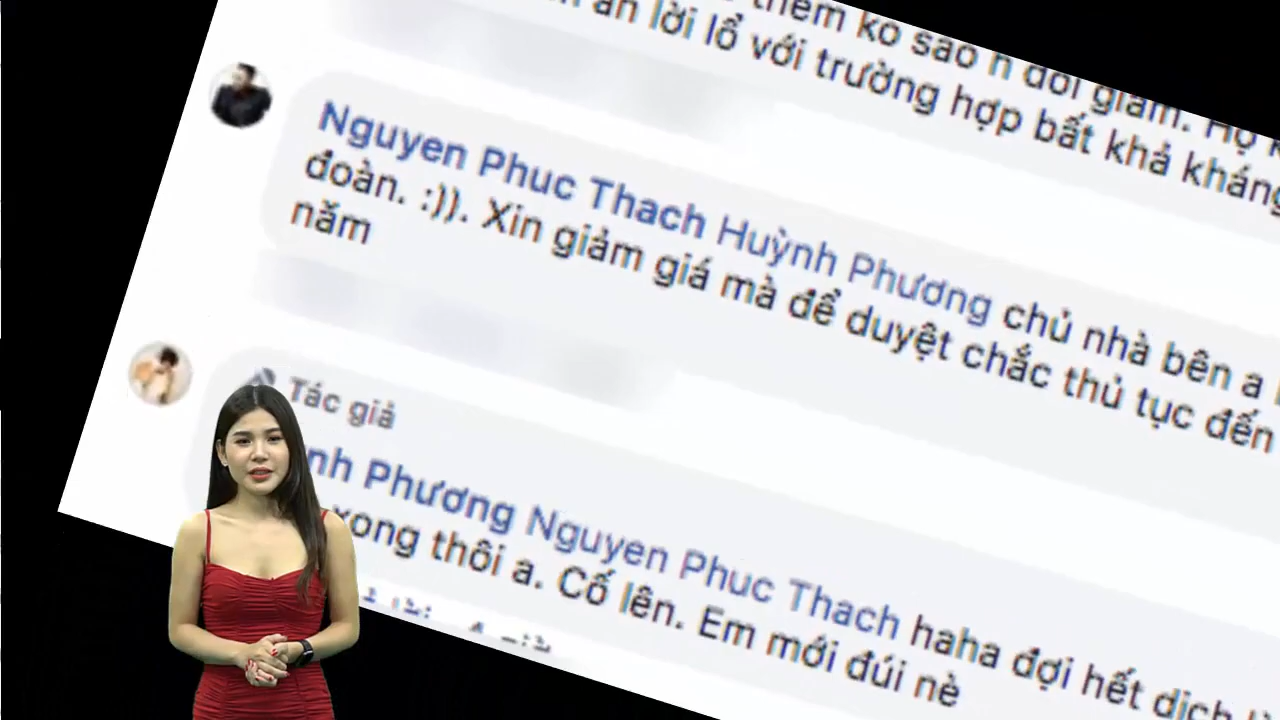 thêm ko sao n đòi giảm. Họ
ăn lời lổ với trường hợp bất khả kháng
Nguyen Phuc Thach Huỳnh Phương chủ nhà bên a
đoàn. :)). Xin giảm giá mà để duyệt chắc thủ tục đến
năm
Tác giả
Phương Nguyen Phuc Thach haha đợi hết dịch
xong thôi a. Cố lên. Em mới đúi nè